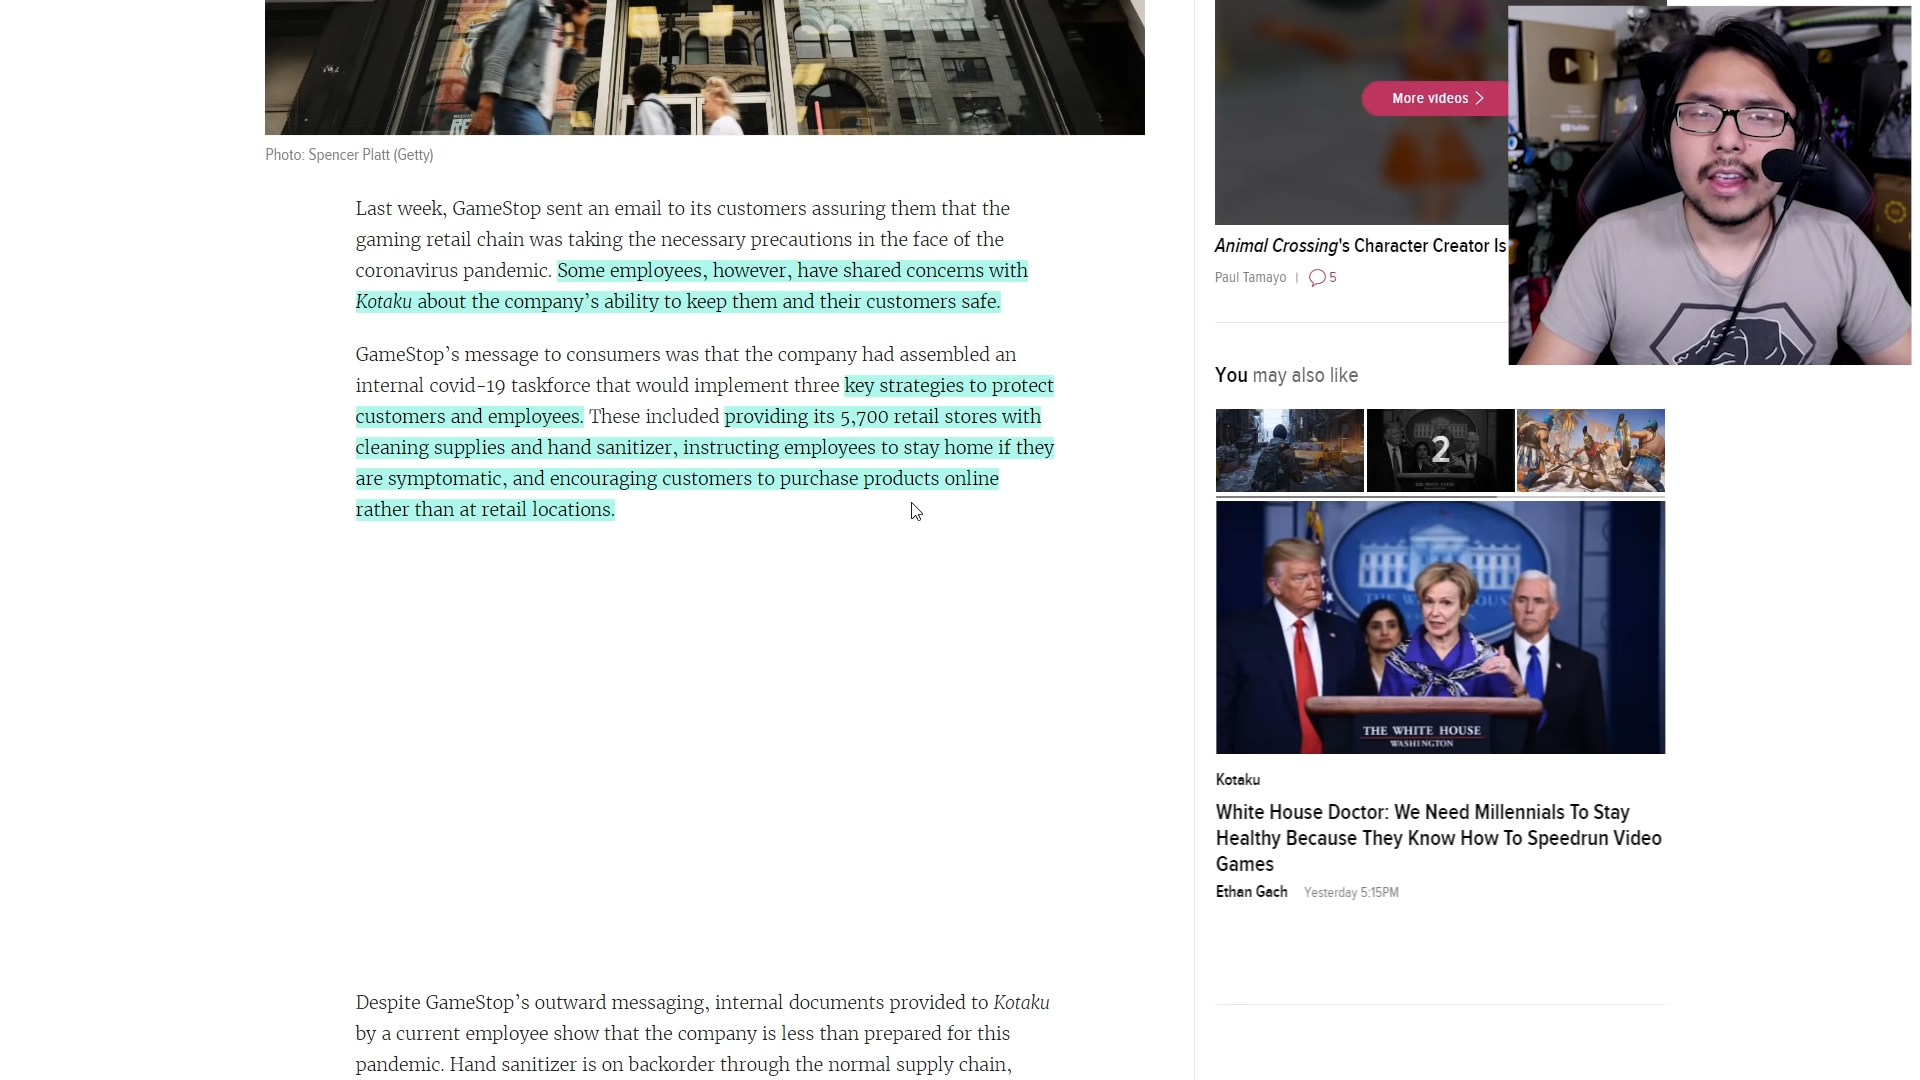 Photo: Spencer Platt (Getty)
Last week, GameStop sent an email to its customers assuring them that the
gaming retail chain was taking the necessary precautions in the face of the
coronavirus pandemic. Some employees, however, have shared concerns with
Kotaku about the company’s ability to keep them and their customers safe.
GameStop’s message to consumers was that the company had assembled an
internal covid-19 taskforce that would implement three key strategies to protect
customers and employees. These included providing its 5,700 retail stores with
cleaning supplies and hand sanitizer, instructing employees to stay home if they
are symptomatic, and encouraging customers to purchase products online
rather than at retail locations.
Despite GameStop’s outward messaging, internal documents provided to Kotaku
by a current employee show that the company is less than prepared for this
pandemic. Hand sanitizer is on backorder through the normal supply chain,
More videos
Animal Crossing's Character Creator Is
Paul Tamayo | 5
You may also like
2
THE WHITE HOUSE
WASHINGTON
Kotaku
White House Doctor: We Need Millennials To Stay
Healthy Because They Know How To Speedrun Video
Games
Ethan Gach Yesterday 5:15PM